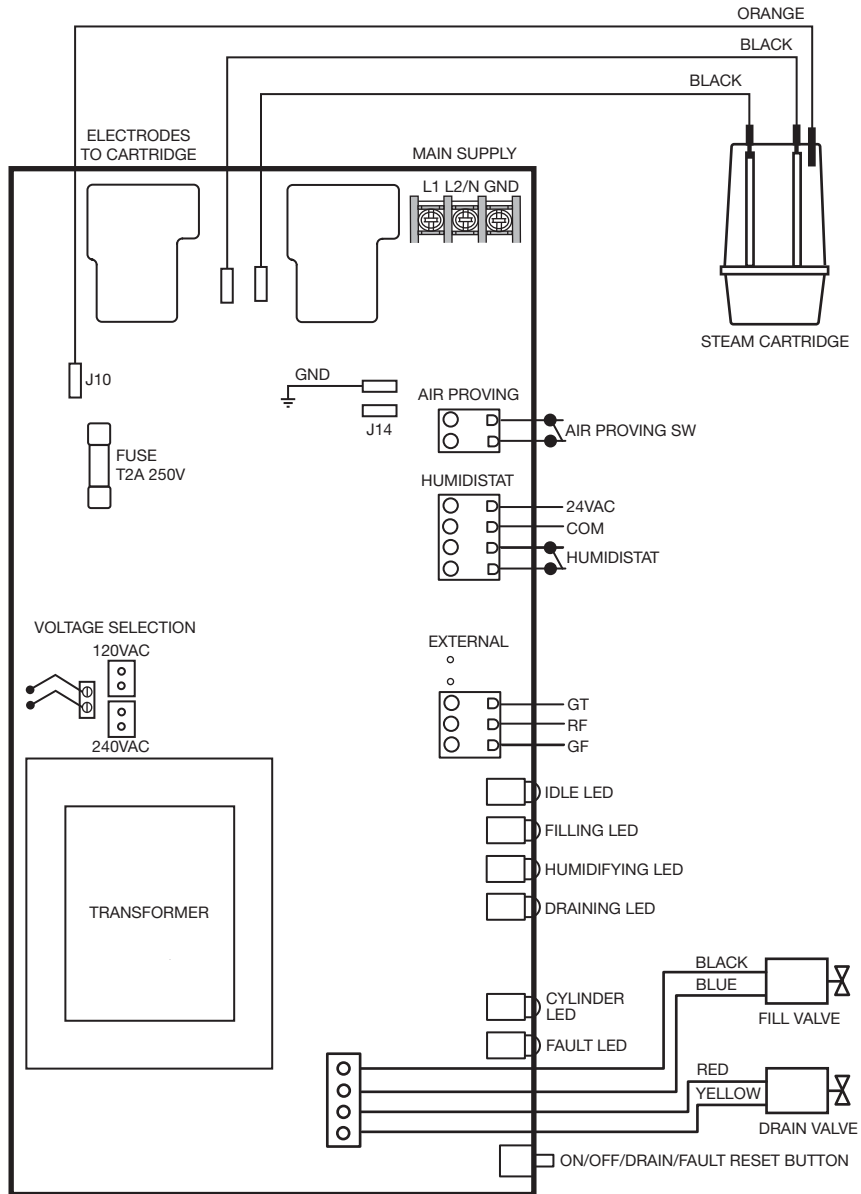 ORANGE
BLACK
BLACK
ELECTRODES
TO CARTRIDGE
MAIN SUPPLY
L1 L2/N GND
STEAM CARTRIDGE
J10
GND
J14
AIR PROVING
AIR PROVING SW
FUSE
T2A 250V
HUMIDISTAT
24VAC
COM
HUMIDISTAT
VOLTAGE SELECTION
120VAC
240VAC
EXTERNAL
GT
RF
GF
IDLE LED
FILLING LED
HUMIDIFYING LED
DRAINING LED
TRANSFORMER
CYLINDER
LED
FAULT LED
BLACK
BLUE
FILL VALVE
RED
YELLOW
DRAIN VALVE
ON/OFF/DRAIN/FAULT RESET BUTTON